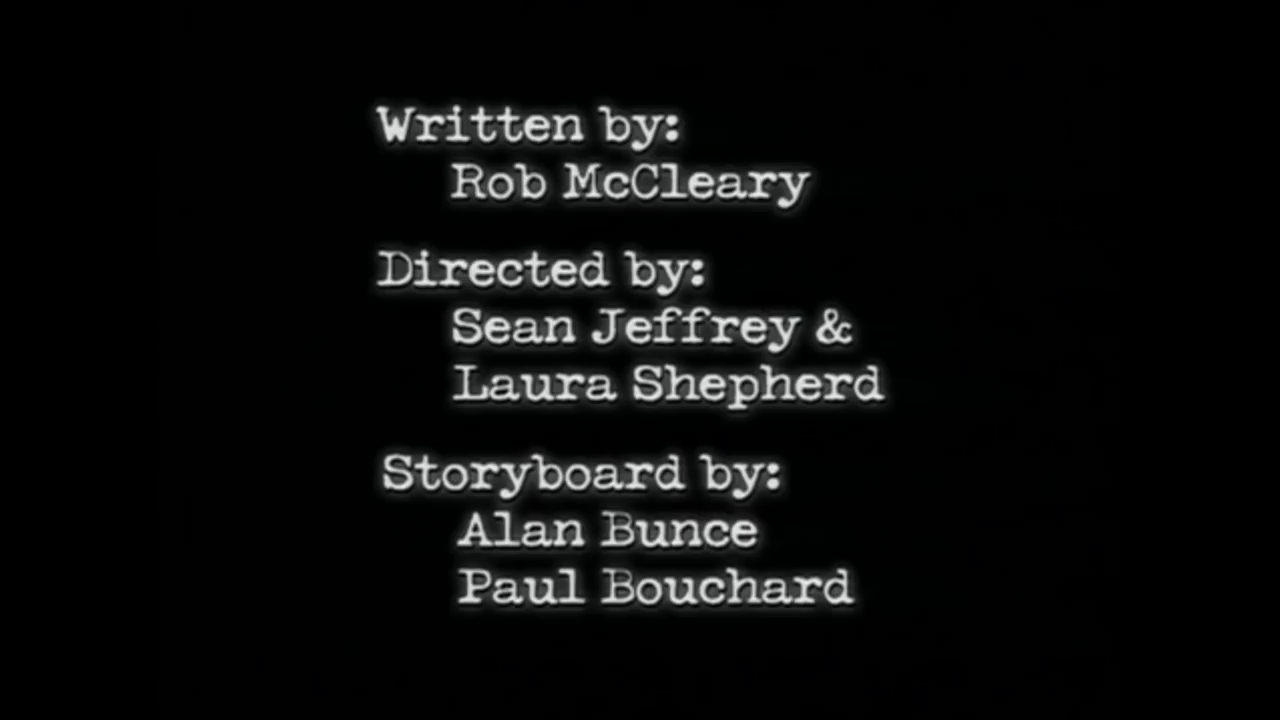 Written by:
Rob McCleary
Directed by:
Sean Jeffrey &
Laura Shepherd
Storyboard by:
Alan Bunce
Paul Bouchard